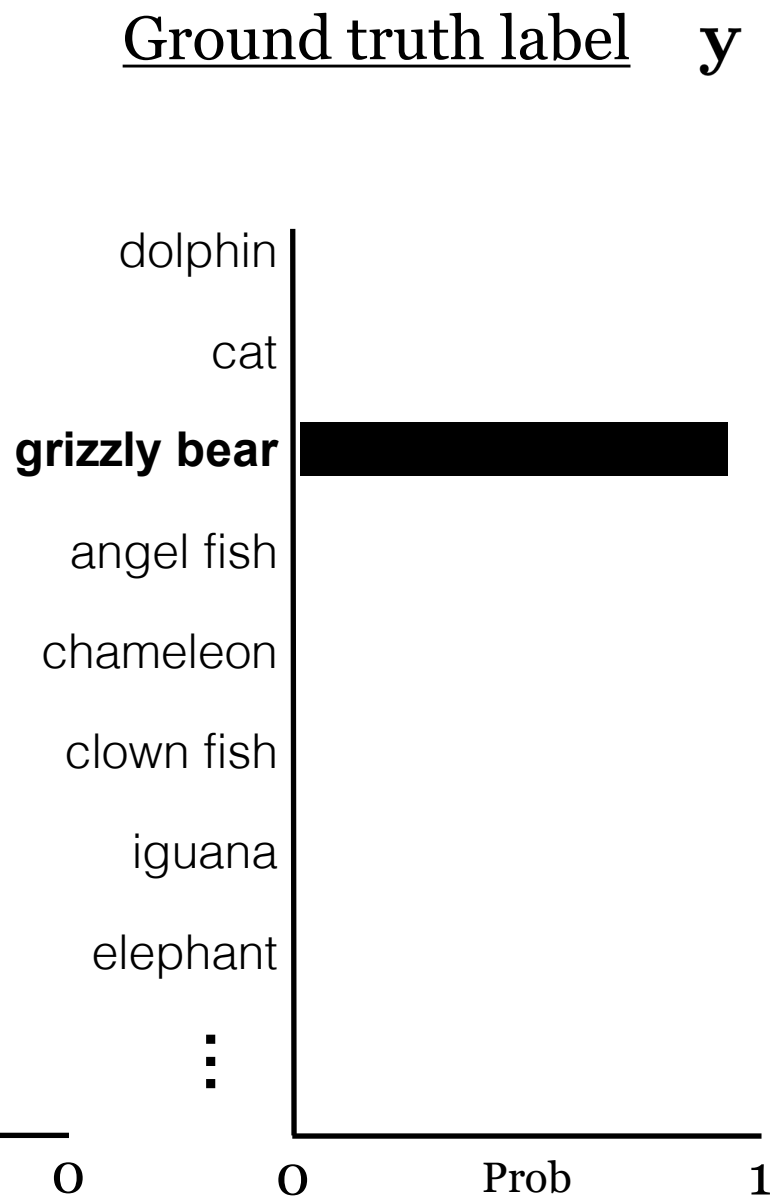 Ground truth label y
dolphin
cat
grizzly bear
angel fish
chameleon
clown fish
iguana
elephant
⋮
0 0 Prob 1